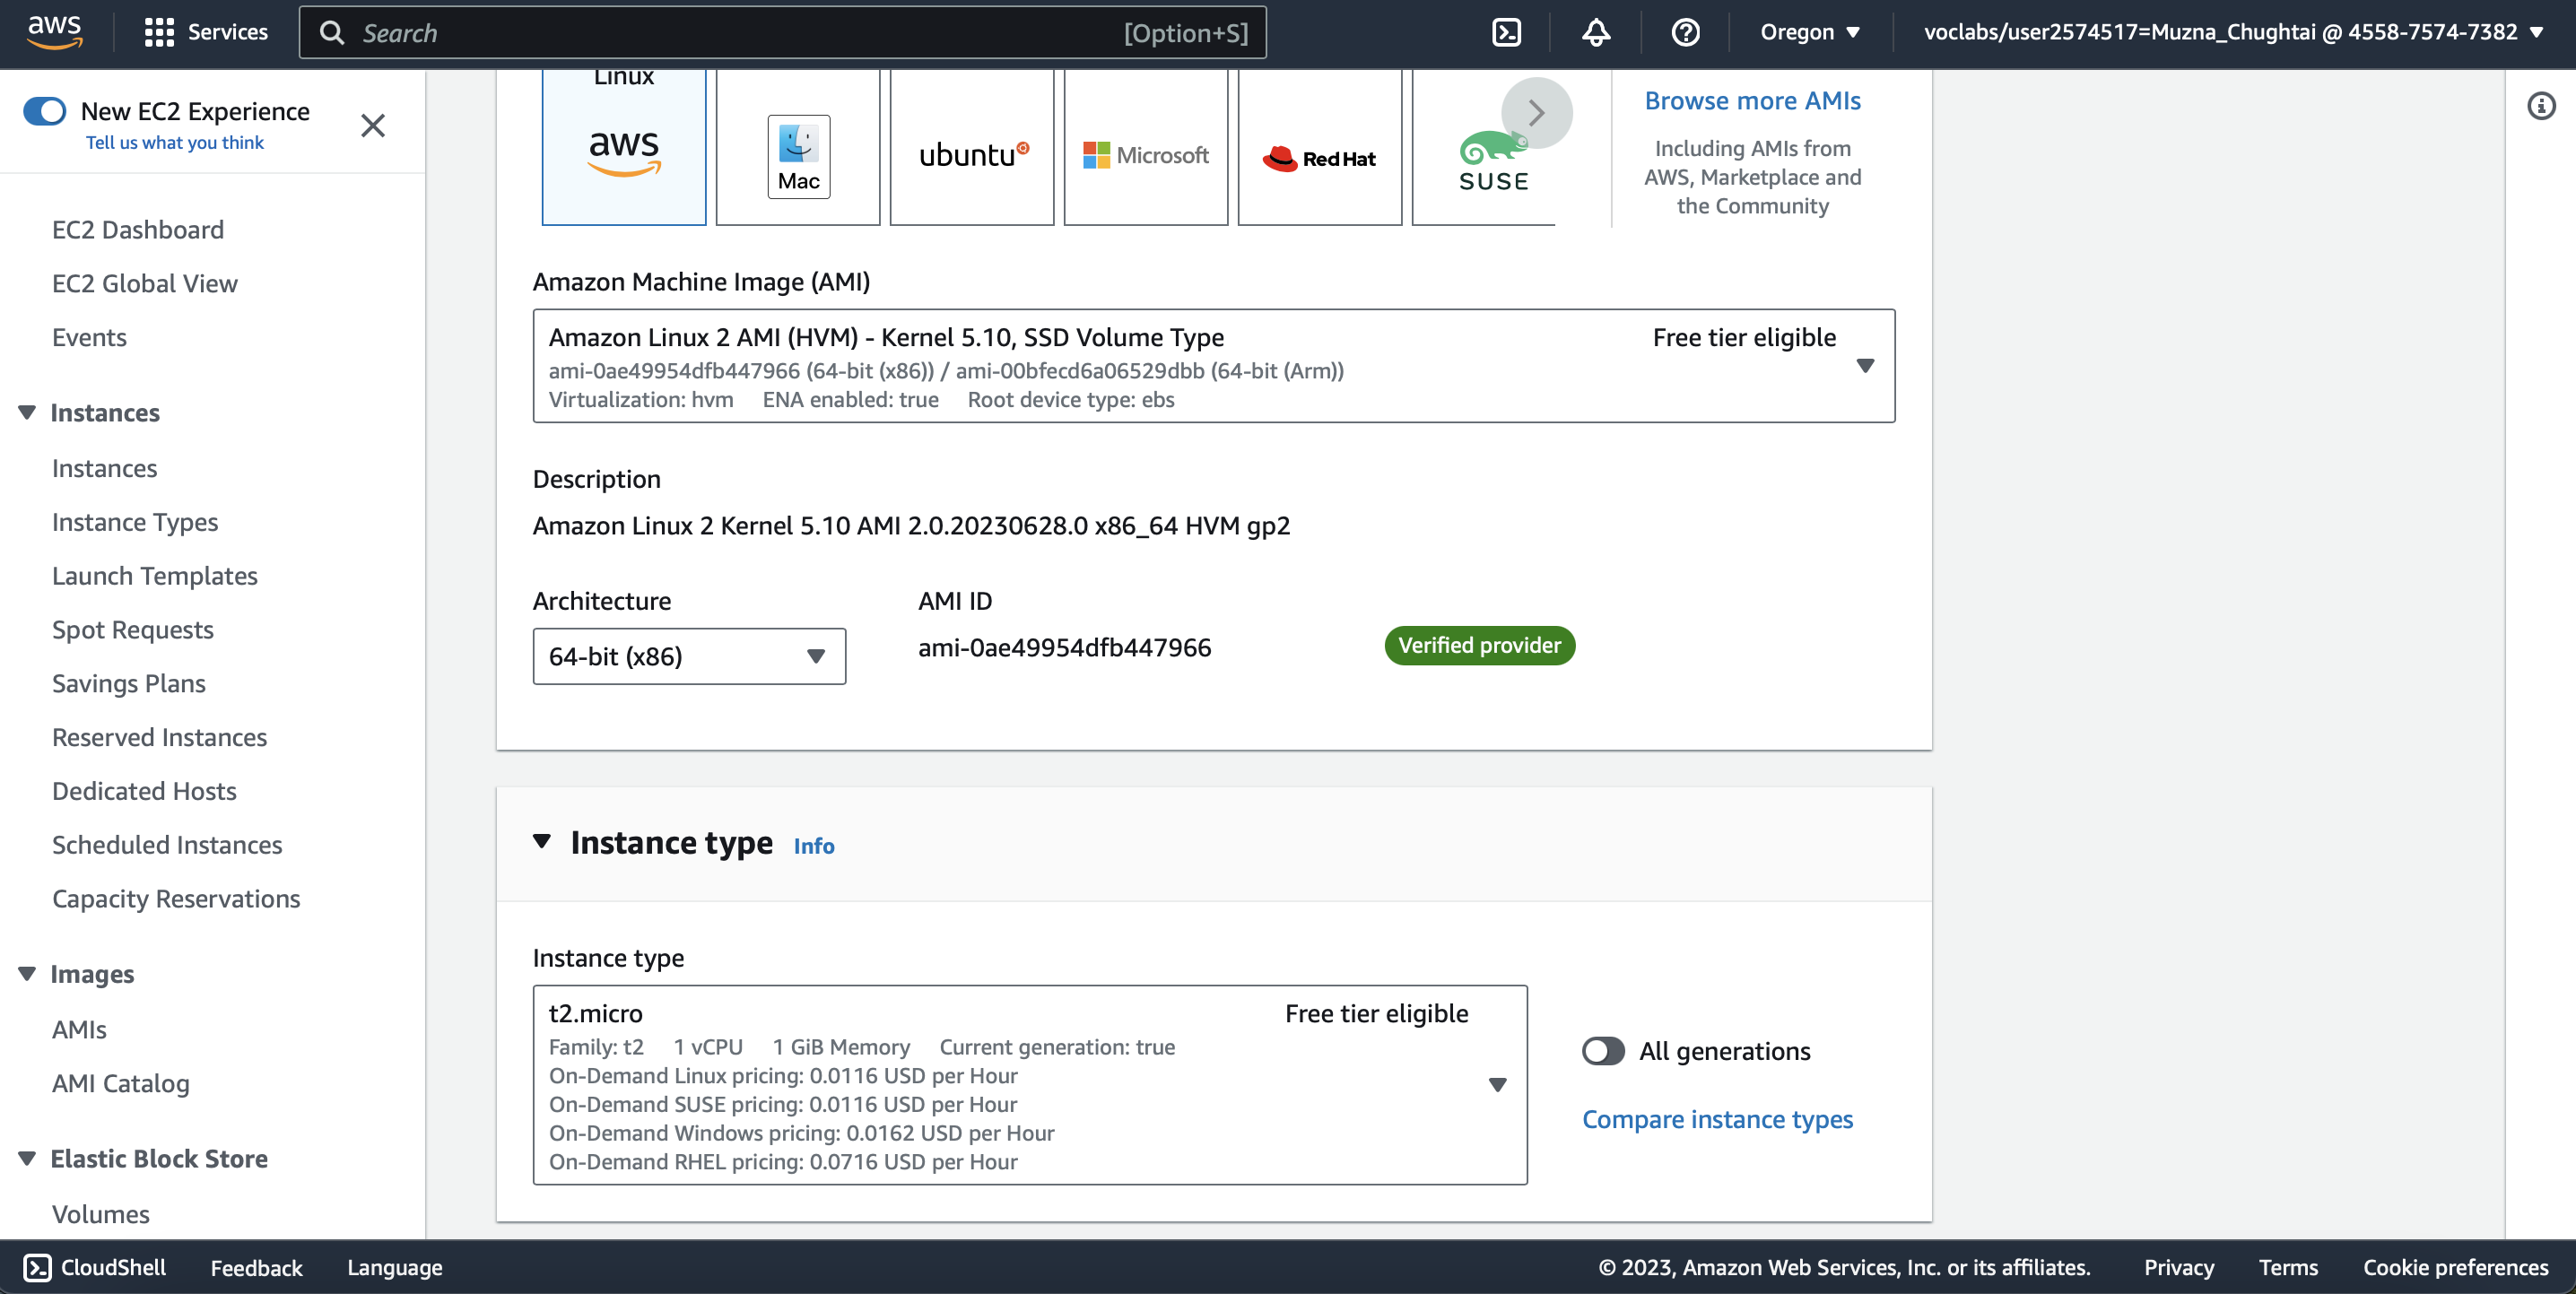 aws
Services
Search
[Option+S]
Oregon
voclabs/user2574517=Muzna_Chughtai @ 4558-7574-7382
New EC2 Experience
Tell us what you think
EC2 Dashboard
EC2 Global View
Events
Instances
Instances
Instance Types
Launch Templates
Spot Requests
Savings Plans
Reserved Instances
Dedicated Hosts
Scheduled Instances
Capacity Reservations
Images
AMIs
AMI Catalog
Elastic Block Store
Volumes
Linux
aws
Mac
ubuntu
Microsoft
Red Hat
SUSE
Browse more AMIs
Including AMIs from
AWS, Marketplace and
the Community
Amazon Machine Image (AMI)
Amazon Linux 2 AMI (HVM) - Kernel 5.10, SSD Volume Type
Free tier eligible
ami-0ae49954dfb447966 (64-bit (x86)) / ami-00bfecd6a06529dbb (64-bit (Arm))
Virtualization: hvm ENA enabled: true Root device type: ebs
Description
Amazon Linux 2 Kernel 5.10 AMI 2.0.20230628.0 x86_64 HVM gp2
Architecture
AMI ID
64-bit (x86)
ami-0ae49954dfb447966
Verified provider
Instance type Info
Instance type
t2.micro
Free tier eligible
Family: t2 1 vCPU 1 GiB Memory Current generation: true
On-Demand Linux pricing: 0.0116 USD per Hour
On-Demand SUSE pricing: 0.0116 USD per Hour
On-Demand Windows pricing: 0.0162 USD per Hour
On-Demand RHEL pricing: 0.0716 USD per Hour
All generations
Compare instance types
CloudShell
Feedback
Language
© 2023, Amazon Web Services, Inc. or its affiliates.
Privacy
Terms
Cookie preferences